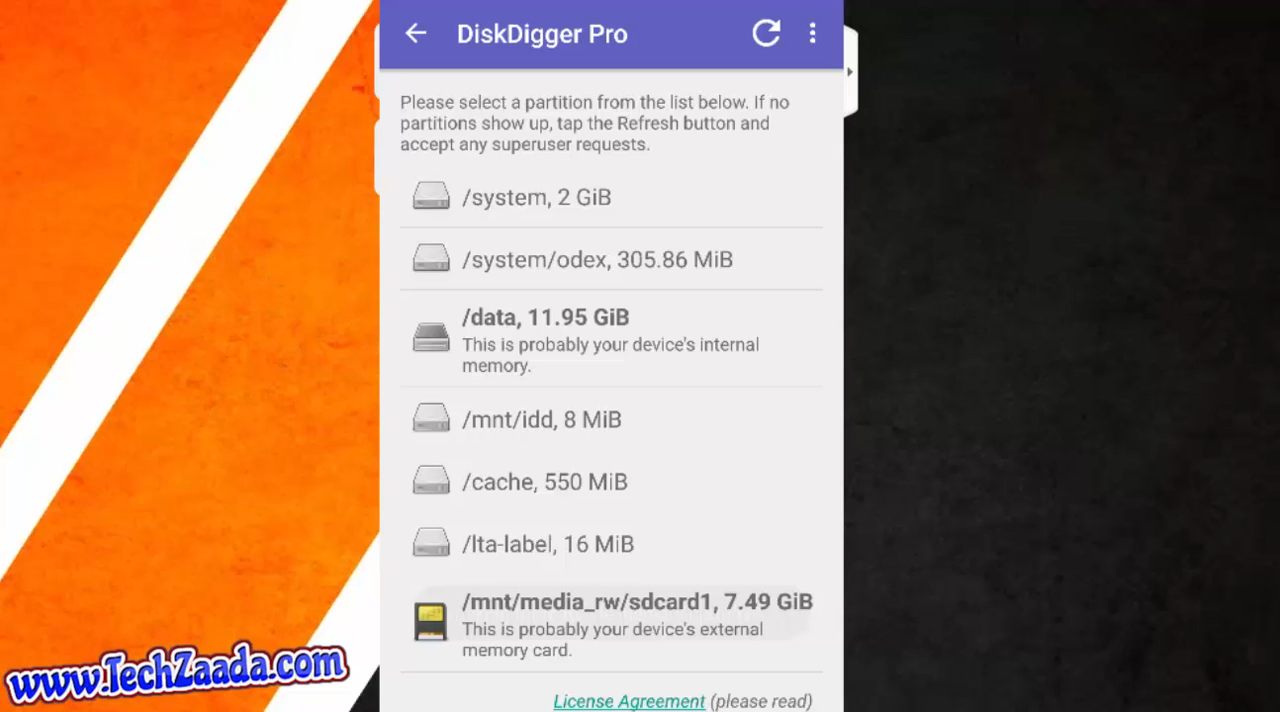 DiskDigger Pro
Please select a partition from the list below. If no
partitions show up, tap the Refresh button and
accept any superuser requests.
/system, 2 GiB
/system/odex, 305.86 MiB
/data, 11.95 GiB
This is probably your device's internal
memory.
/mnt/idd, 8 MiB
/cache, 550 MiB
/lta-label, 16 MiB
/mnt/media_rw/sdcard1, 7.49 GiB
This is probably your device's external
memory card.
License Agreement (please read)
www.TechZaada.com